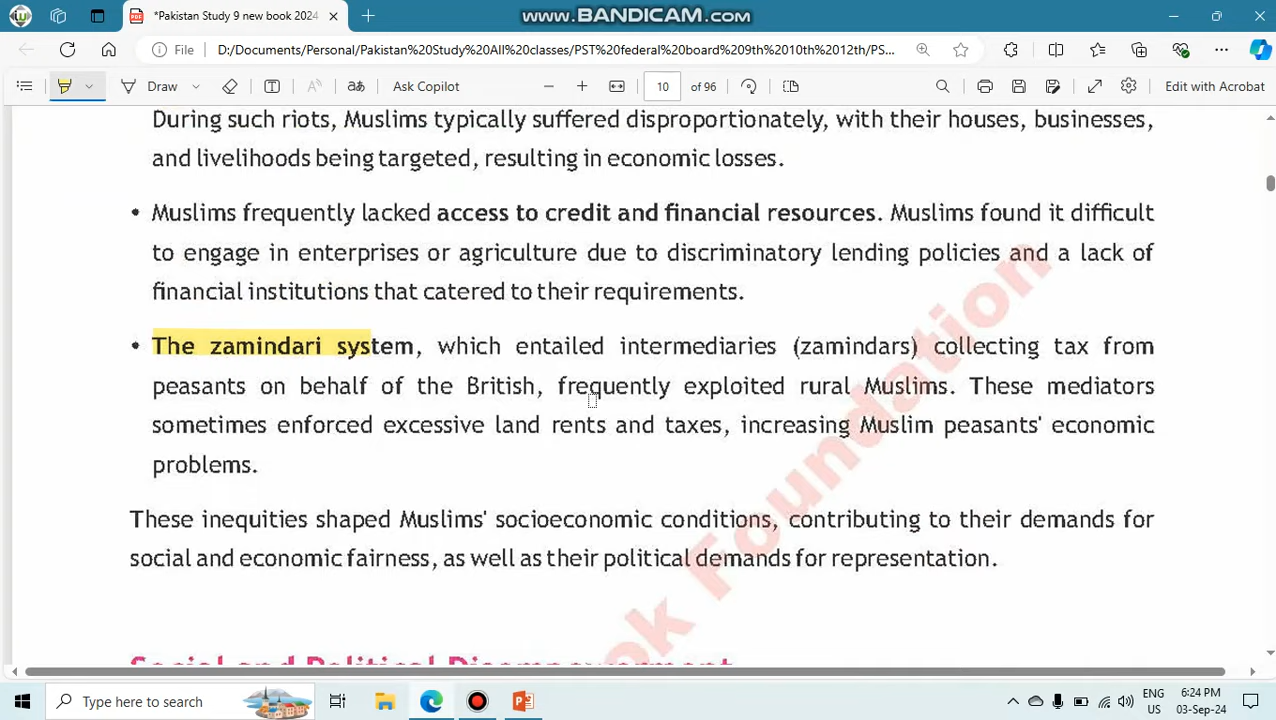 www.BANDICAM.com
*Pakistan Study 9 new book 2024
File
D:/Documents/Personal/Pakistan%20Study%20All%20classes/PST%20federal%20board%209th%2010th%2012th/PS...
Draw
Ask Copilot
10 of 96
Edit with Acrobat
During such riots, Muslims typically suffered disproportionately, with their houses, businesses,
and livelihoods being targeted, resulting in economic losses.
• Muslims frequently lacked access to credit and financial resources. Muslims found it difficult
to engage in enterprises or agriculture due to discriminatory lending policies and a lack of
financial institutions that catered to their requirements.
• The zamindari system, which entailed intermediaries (zamindars) collecting tax from
peasants on behalf of the British, frequently exploited rural Muslims. These mediators
sometimes enforced excessive land rents and taxes, increasing Muslim peasants' economic
problems.
These inequities shaped Muslims' socioeconomic conditions, contributing to their demands for
social and economic fairness, as well as their political demands for representation.
ook Foundation
Social and Political Disempowerment
Type here to search
ENG
US
6:24 PM
03-Sep-24